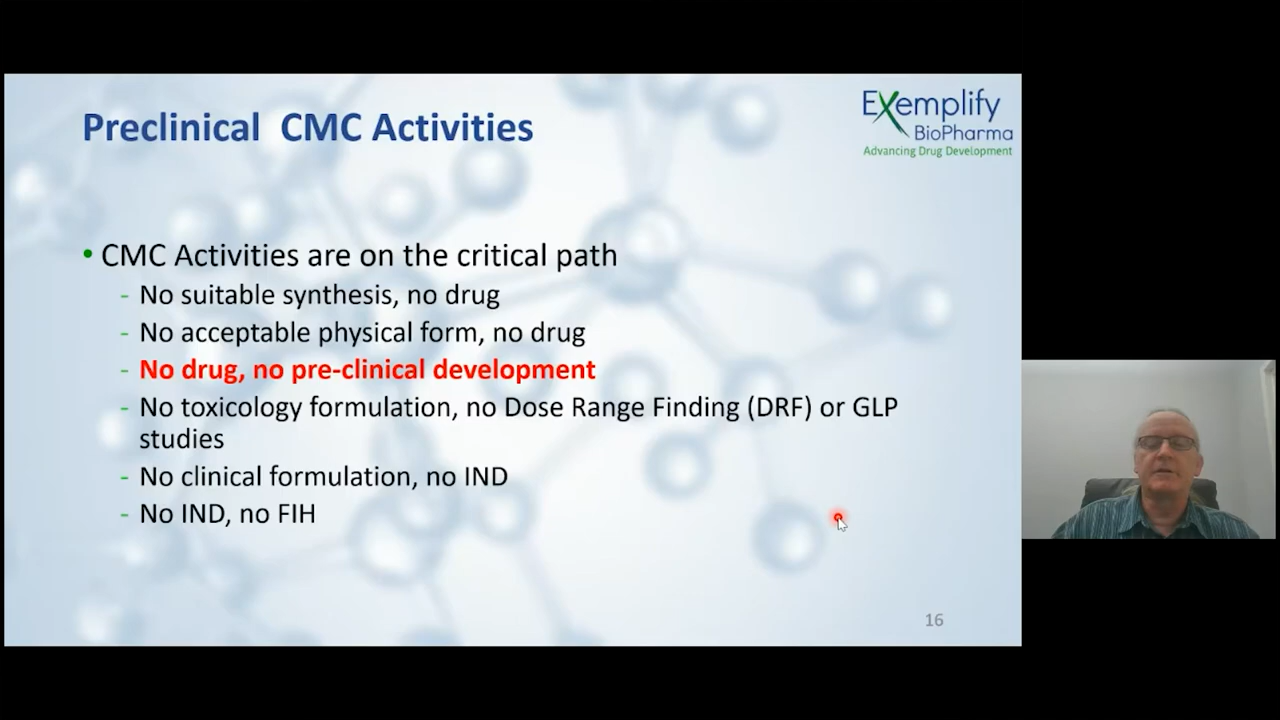 Preclinical CMC Activities
Exemplify
BioPharma
Advancing Drug Development
• CMC Activities are on the critical path
- No suitable synthesis, no drug
- No acceptable physical form, no drug
- No drug, no pre-clinical development
- No toxicology formulation, no Dose Range Finding (DRF) or GLP
studies
- No clinical formulation, no IND
- No IND, no FIH
16